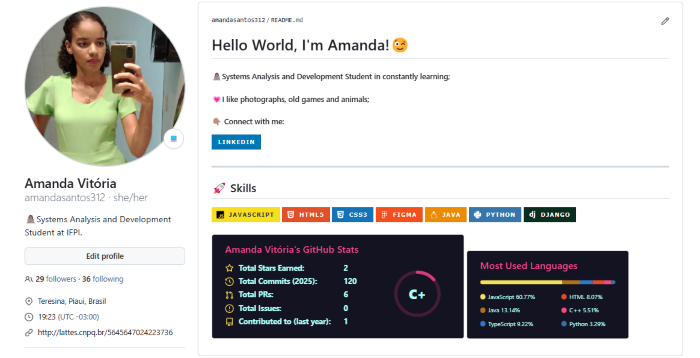 Amanda Vitória
amandasantos312 · she/her
Systems Analysis and Development
Student at IFPI.
Edit profile
29 followers · 36 following
Teresina, Piaui, Brasil
19:23 (UTC -03:00)
http://lattes.cnpq.br/5645647024223736
amandasantos312 / README.md
Hello World, I'm Amanda!
Systems Analysis and Development Student in constantly learning;
I like photographs, old games and animals;
Connect with me:
LINKEDIN
Skills
JAVASCRIPT HTML5 CSS3 FIGMA JAVA PYTHON dj DJANGO
Amanda Vitória's GitHub Stats
Total Stars Earned: 2
Total Commits (2025): 120
Total PRs: 6
Total Issues: 0
Contributed to (last year): 1
C+
Most Used Languages
JavaScript 60.77% HTML 8.07%
Java 13.14% C++ 5.51%
TypeScript 9.22% Python 3.29%